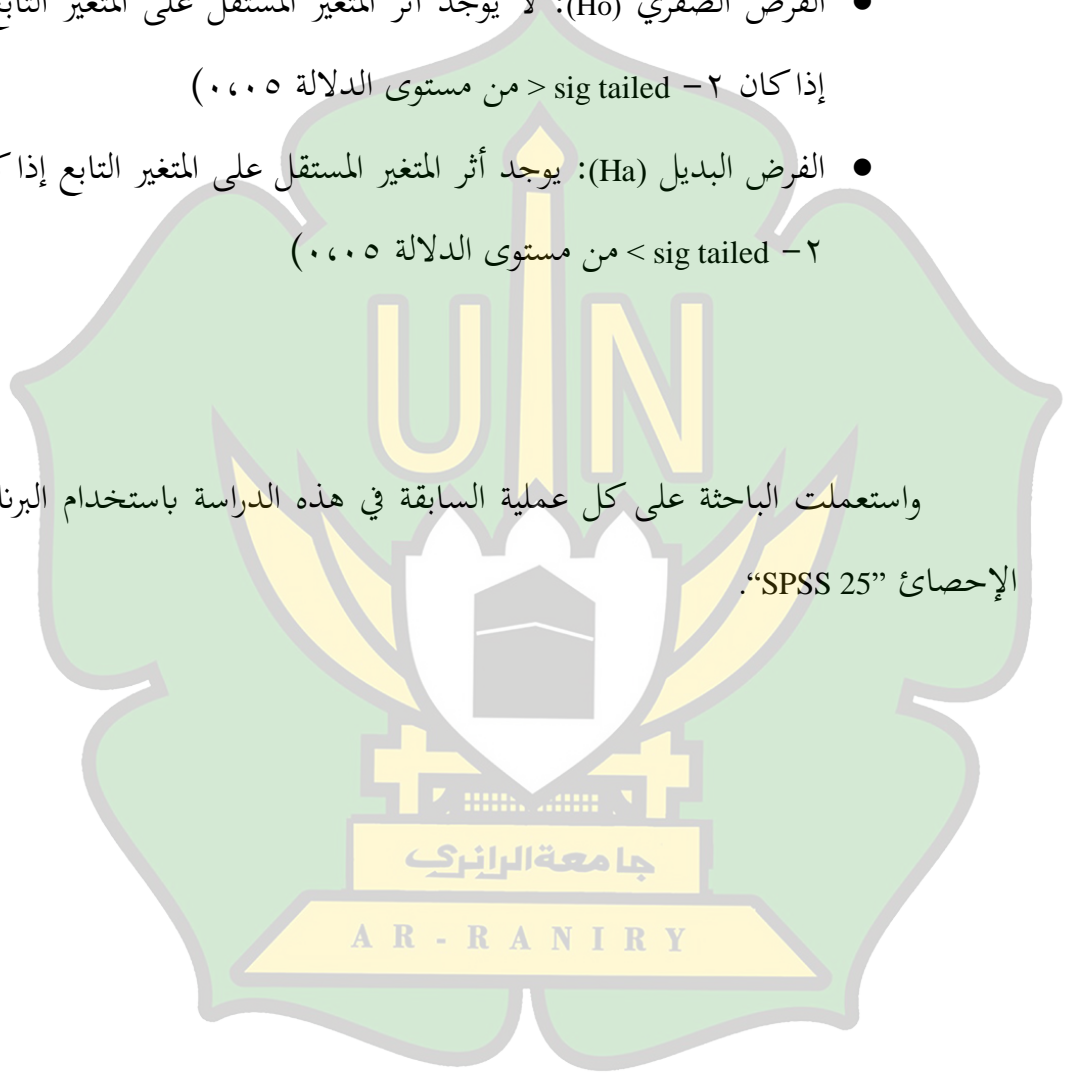 ● الفرض الصفري (Ho): لا يوجد أثر المتغير المستقل على المتغير التابع
إذا كان ٢ – sig tailed > من مستوى الدلالة ٠،٠٥)
● الفرض البديل (Ha): يوجد أثر المتغير المستقل على المتغير التابع إذا
٢ – sig tailed < من مستوى الدلالة ٠،٠٥)
UIN
واستعملت الباحثة على كل عملية السابقة في هذه الدراسة باستخدام
الإحصائ "SPSS 25".
جامعة الرانري
AR-RANIRY